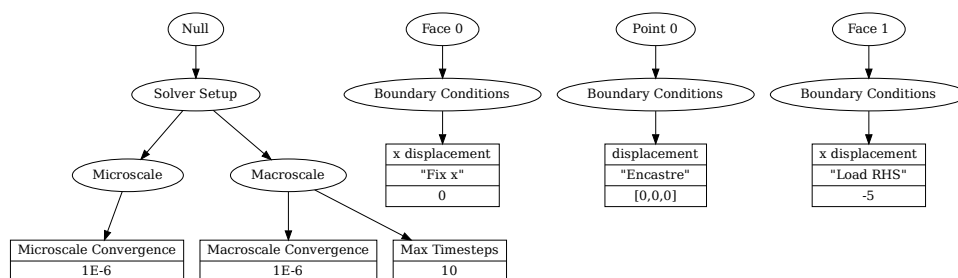 Null
Face 0
Point 0
Face 1
Solver Setup
Boundary Conditions
Boundary Conditions
Boundary Conditions
Microscale
Macroscale
x displacement
"Fix x"
0
displacement
"Encastre"
[0,0,0]
x displacement
"Load RHS"
-5
Microscale Convergence
1E-6
Macroscale Convergence
1E-6
Max Timesteps
10